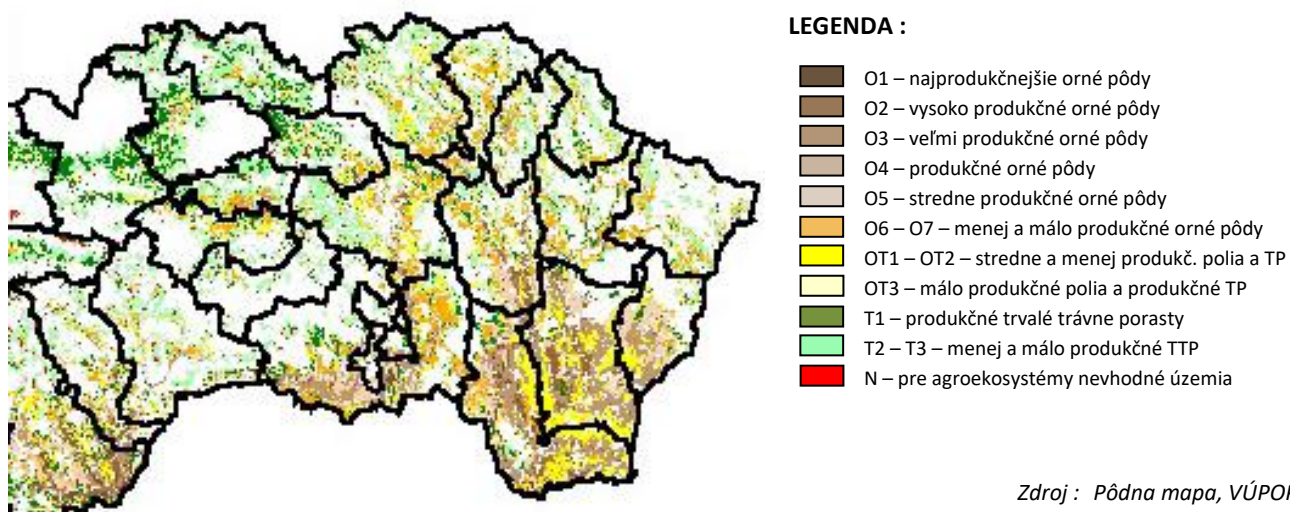 LEGENDA :
O1 – najprodukčnejšie orné pôdy
O2 – vysoko produkčné orné pôdy
O3 – veľmi produkčné orné pôdy
O4 – produkčné orné pôdy
O5 – stredne produkčné orné pôdy
O6 – O7 – menej a málo produkčné orné pôdy
OT1 – OT2 – stredne a menej produkč. polia a TP
OT3 – málo produkčné polia a produkčné TP
T1 – produkčné trvalé trávne porasty
T2 – T3 – menej a málo produkčné TTP
N – pre agroekosystémy nevhodné územia
Zdroj : Pôdna mapa, VÚPOP